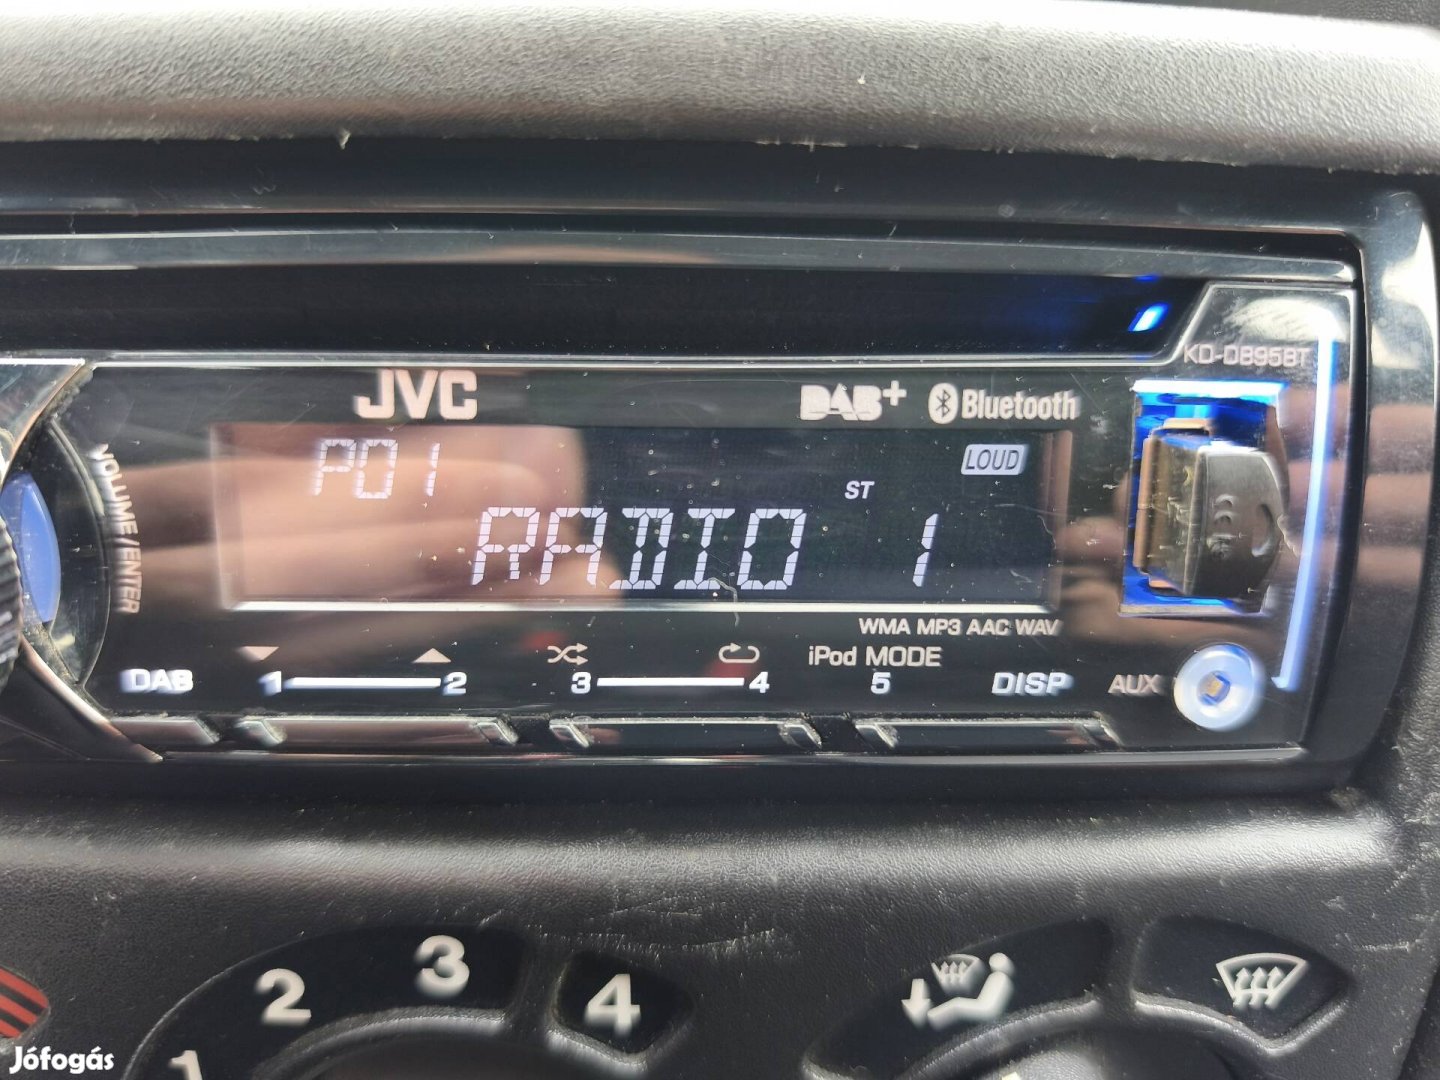 KD-DB95BT
JVC
DAB+ Bluetooth
P01
LOUD
ST
RADIO 1
VOLUME/ENTER
WMA MP3 AAC WAV
iPod MODE
DAB 1 2 3 4 5 DISP AUX
CE
1 2 3 4
Jófogás